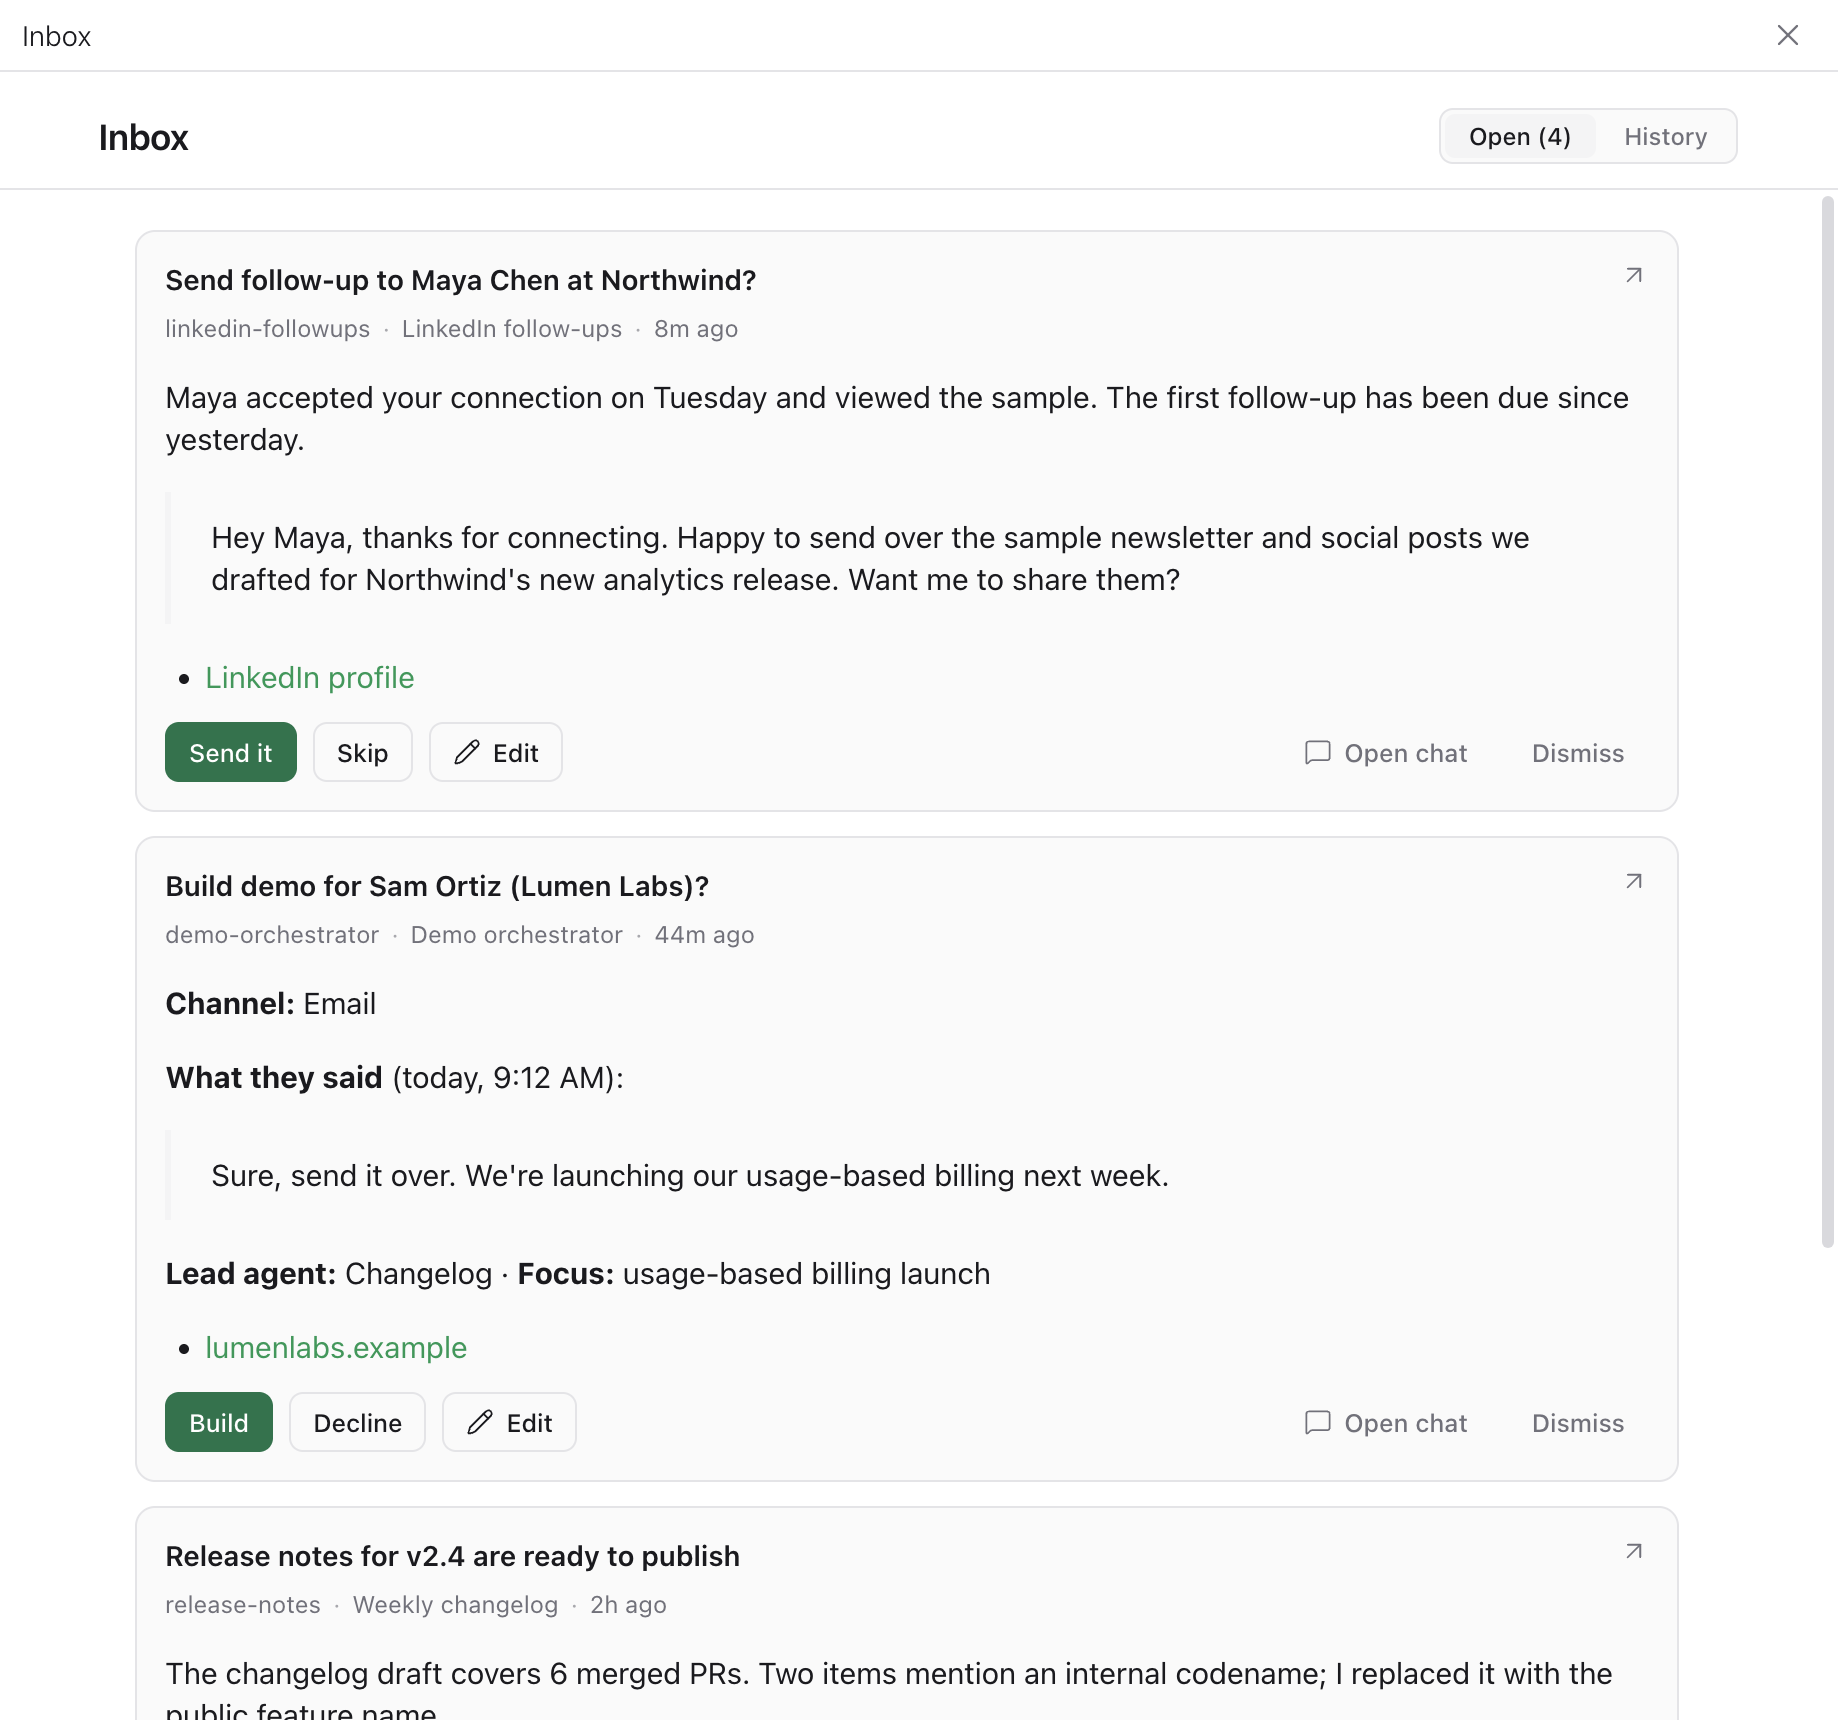 Inbox
Inbox
Open (4)
History
Send follow-up to Maya Chen at Northwind?
linkedin-followups · LinkedIn follow-ups · 8m ago
Maya accepted your connection on Tuesday and viewed the sample. The first follow-up has been due since
yesterday.
Hey Maya, thanks for connecting. Happy to send over the sample newsletter and social posts we
drafted for Northwind's new analytics release. Want me to share them?
• LinkedIn profile
Send it
Skip
Edit
Open chat
Dismiss
Build demo for Sam Ortiz (Lumen Labs)?
demo-orchestrator · Demo orchestrator · 44m ago
Channel: Email
What they said (today, 9:12 AM):
Sure, send it over. We're launching our usage-based billing next week.
Lead agent: Changelog · Focus: usage-based billing launch
• lumenlabs.example
Build
Decline
Edit
Open chat
Dismiss
Release notes for v2.4 are ready to publish
release-notes · Weekly changelog · 2h ago
The changelog draft covers 6 merged PRs. Two items mention an internal codename; I replaced it with the
public feature name.